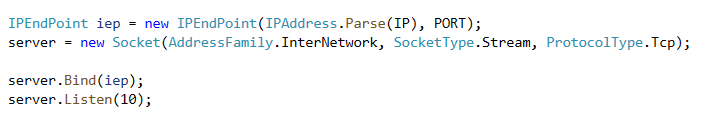 IPEndPoint iep = new IPEndPoint(IPAddress.Parse(IP), PORT);
server = new Socket(AddressFamily.InterNetwork, SocketType.Stream, ProtocolType.Tcp);
server.Bind(iep);
server.Listen(10);